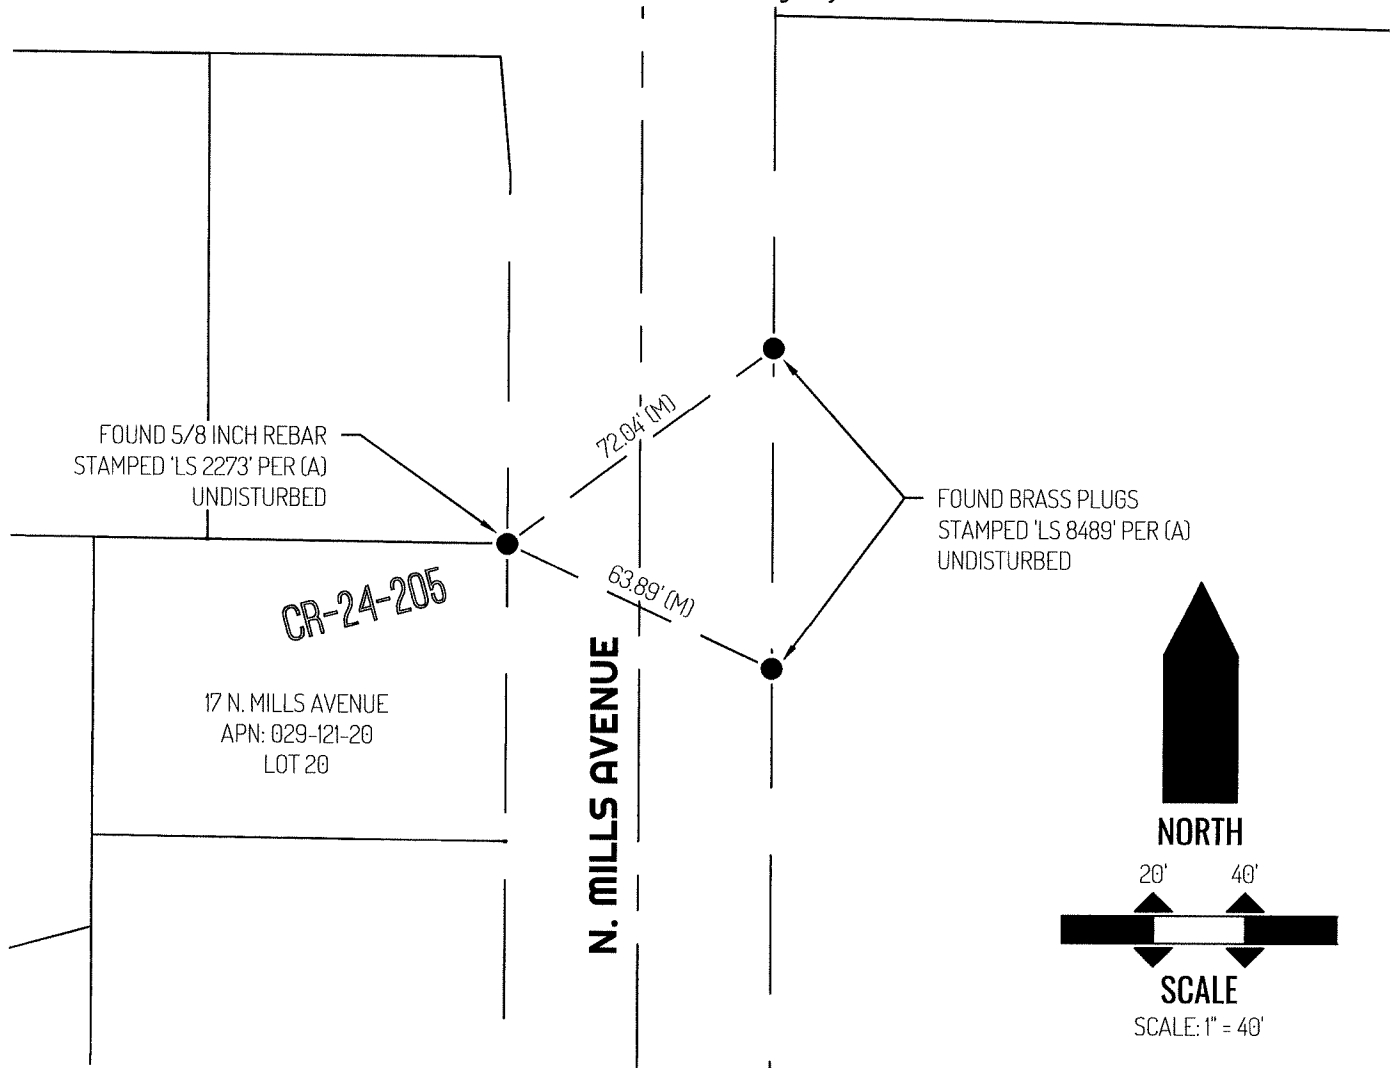 72.04' (M)
FOUND 5/8 INCH REBAR
STAMPED 'LS 2273' PER (A)
UNDISTURBED
FOUND BRASS PLUGS
STAMPED 'LS 8489' PER (A)
UNDISTURBED
63.89' (M)
CR-24-205
17 N. MILLS AVENUE
APN: 029-121-20
LOT 20
N. MILLS AVENUE
NORTH
20' 40'
SCALE
SCALE: 1" = 40'